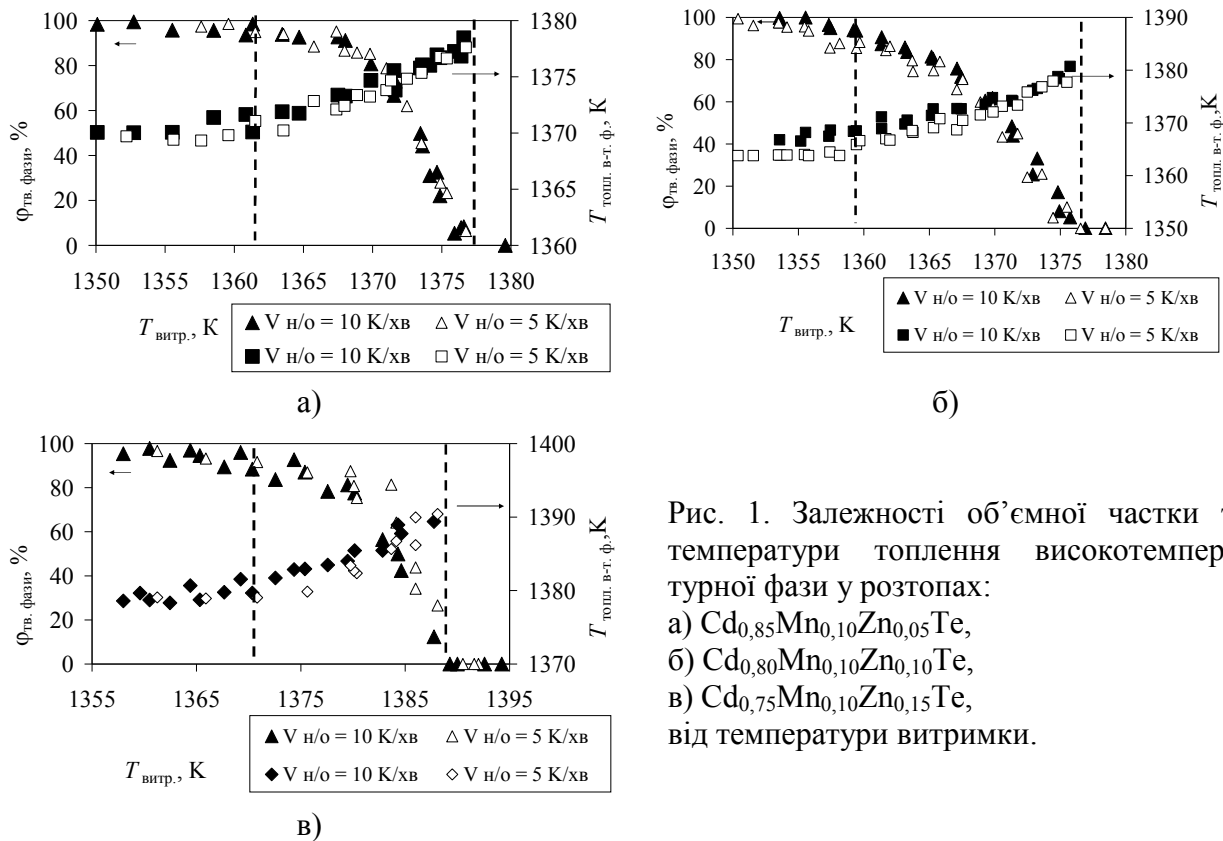 100
80
60
40
20
0
φтв. фази, %
1380
1375
1370
1365
1360
T топл. в-т. ф., К
1350 1355 1360 1365 1370 1375 1380
Tвитр., К
▲ V н/о = 10 К/хв △ V н/о = 5 К/хв
■ V н/о = 10 К/хв □ V н/о = 5 К/хв
а)
100
80
60
40
20
0
φтв. фази, %
1390
1380
1370
1360
1350
T топл. в-т. ф., К
1350 1355 1360 1365 1370 1375 1380
Tвитр., K
▲ V н/о = 10 К/хв △ V н/о = 5 К/хв
■ V н/о = 10 К/хв □ V н/о = 5 К/хв
б)
100
80
60
40
20
0
φтв. фази, %
1400
1390
1380
1370
T топл. в-т. ф., К
1355 1365 1375 1385 1395
Tвитр., K
▲ V н/о = 10 К/хв △ V н/о = 5 К/хв
◆ V н/о = 10 К/хв ◇ V н/о = 5 К/хв
в)
Рис. 1. Залежності об’ємної частки
температури топлення високотемпер
турної фази у розтопах:
а) Cd0,85Mn0,10Zn0,05Te,
б) Cd0,80Mn0,10Zn0,10Te,
в) Cd0,75Mn0,10Zn0,15Te,
від температури витримки.